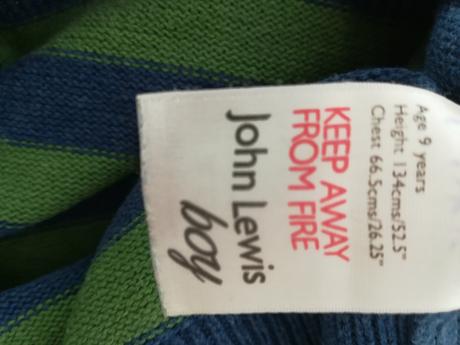 Age 9 years
Height 134cms/52.5"
Chest 66.5cms/26.25"
KEEP AWAY
FROM FIRE
John Lewis
boy